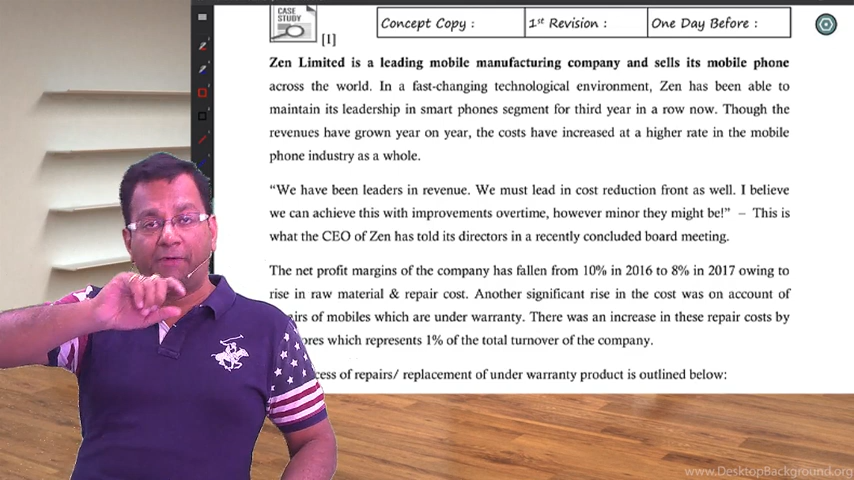 CASE
STUDY
[I]
Concept Copy : 1st Revision : One Day Before :
Zen Limited is a leading mobile manufacturing company and sells its mobile phone
across the world. In a fast-changing technological environment, Zen has been able to
maintain its leadership in smart phones segment for third year in a row now. Though the
revenues have grown year on year, the costs have increased at a higher rate in the mobile
phone industry as a whole.
“We have been leaders in revenue. We must lead in cost reduction front as well. I believe
we can achieve this with improvements overtime, however minor they might be!” – This is
what the CEO of Zen has told its directors in a recently concluded board meeting.
The net profit margins of the company has fallen from 10% in 2016 to 8% in 2017 owing to
rise in raw material & repair cost. Another significant rise in the cost was on account of
of mobiles which are under warranty. There was an increase in these repair costs by
which represents 1% of the total turnover of the company.
of repairs/ replacement of under warranty product is outlined below:
www.DesktopBackground.org